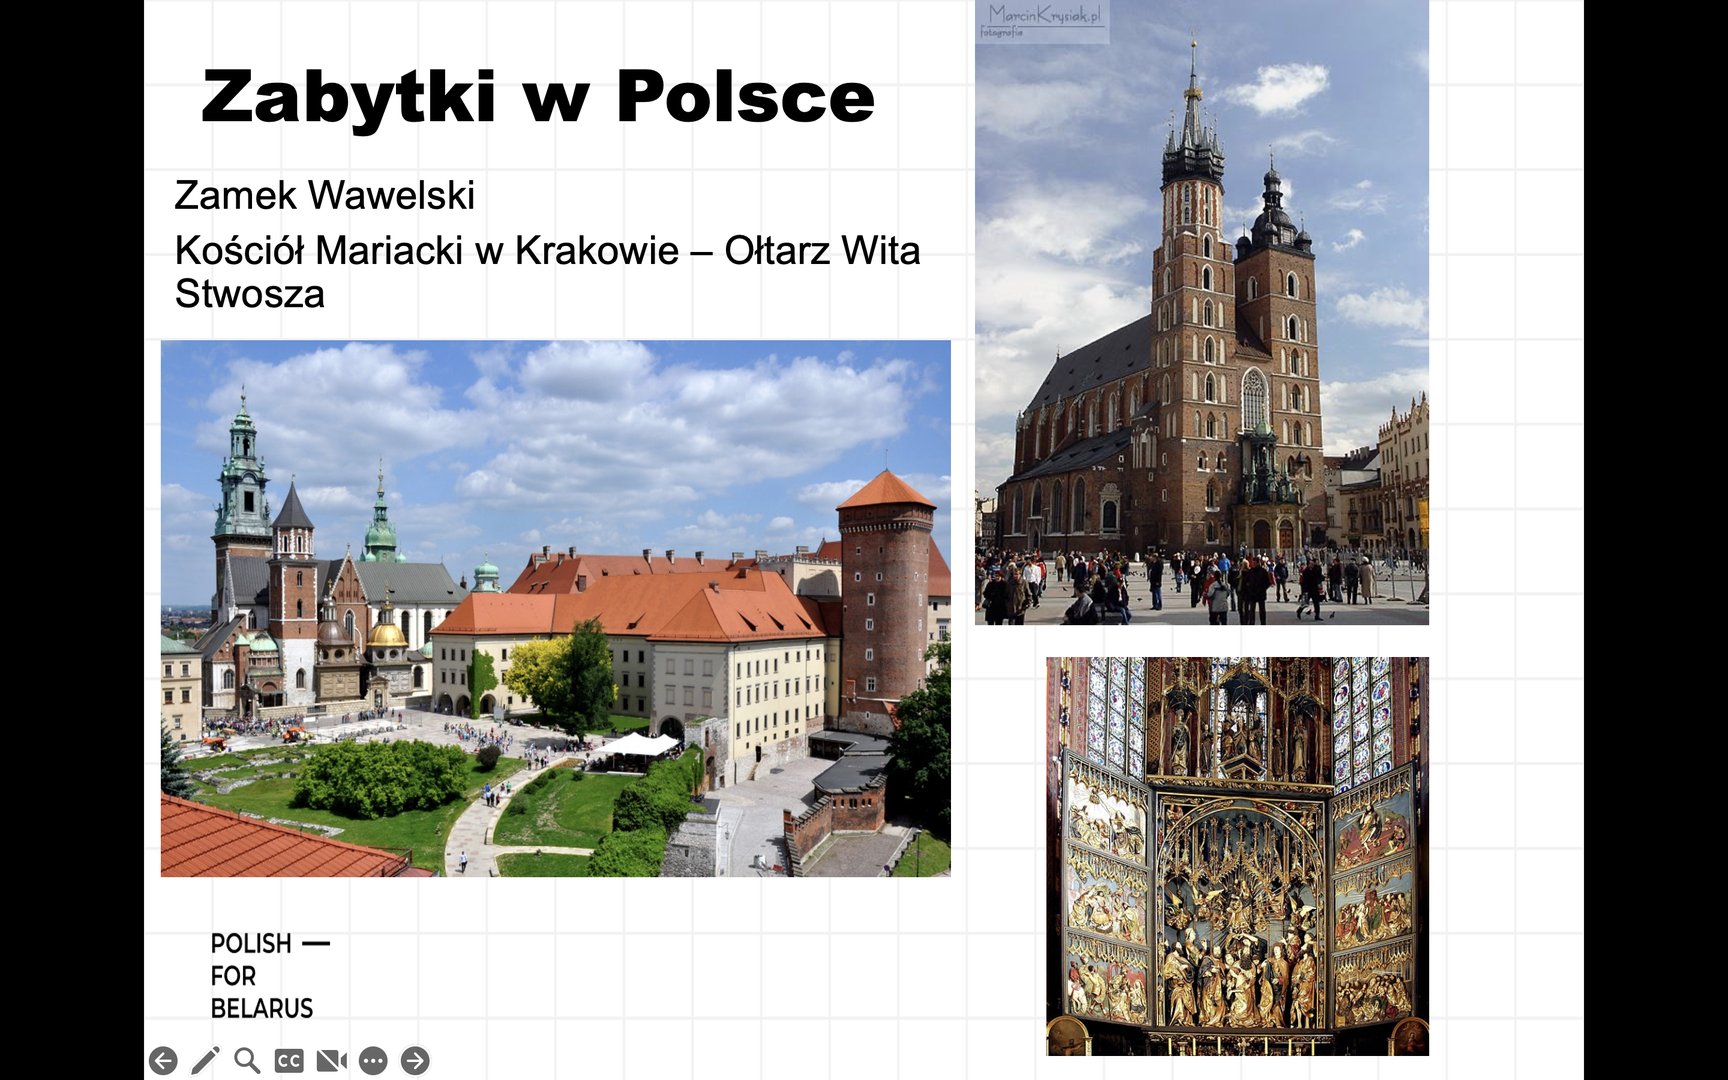 Zabytki w Polsce
Zamek Wawelski
Kościół Mariacki w Krakowie – Ołtarz Wita
Stwosza
MarcinKrysiak.pl
fotografia
POLISH —
FOR
BELARUS
CC